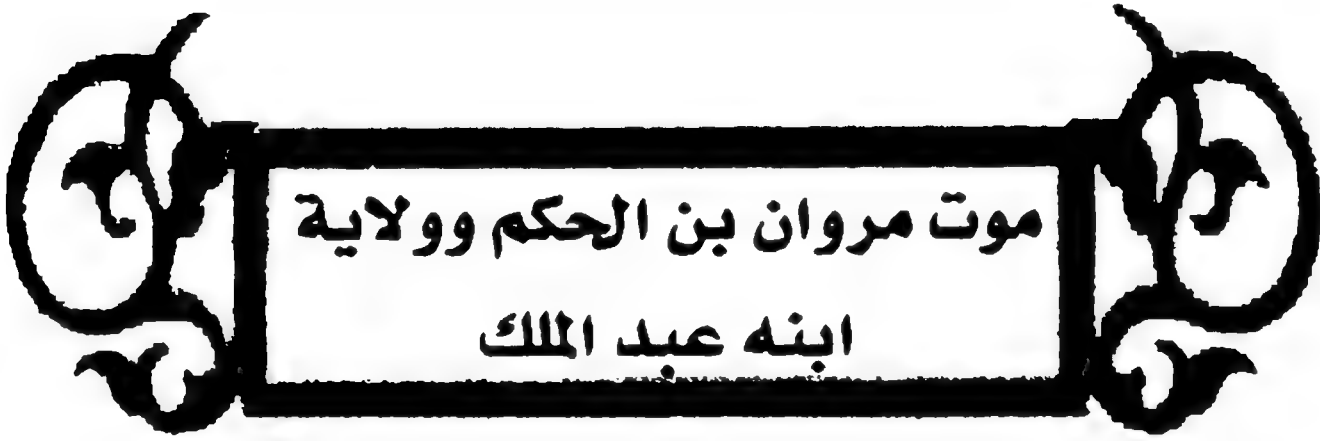 موت مروان بن الحكم وولاية
ابنه عبد الملك